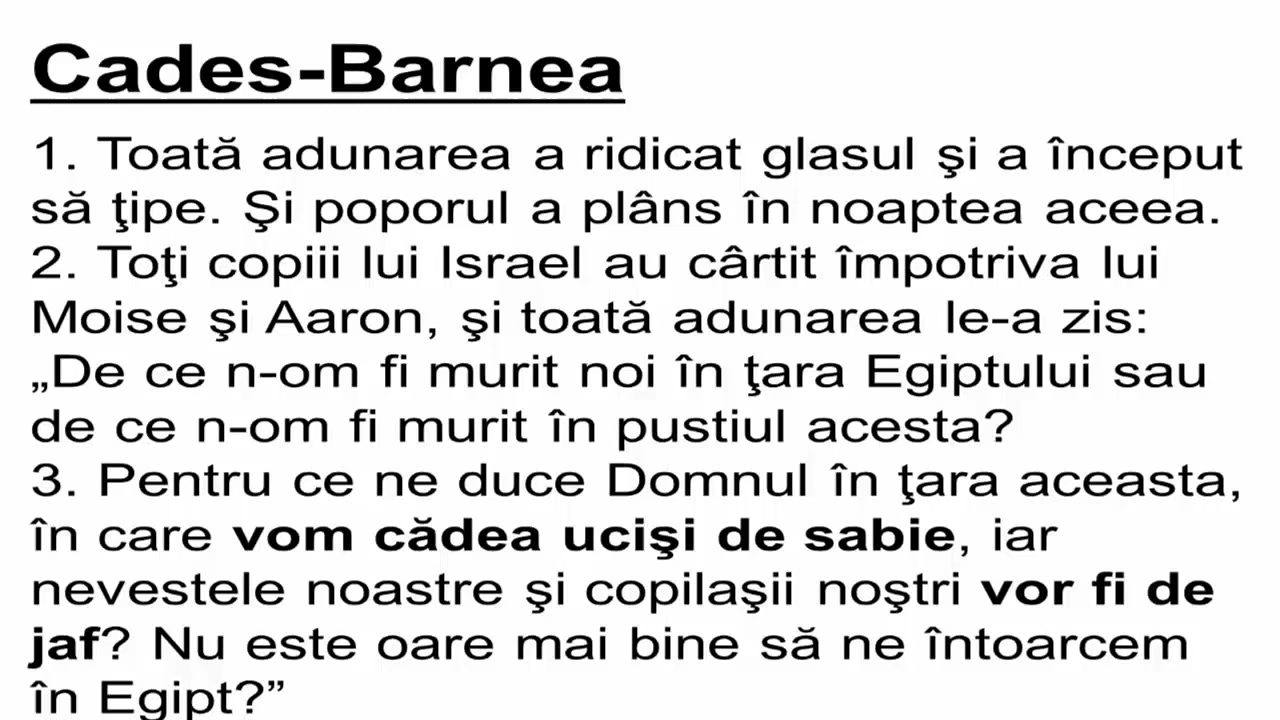 Cades-Barnea
1. Toată adunarea a ridicat glasul şi a început
să ţipe. Şi poporul a plâns în noaptea aceea.
2. Toţi copiii lui Israel au cârtit împotriva lui
Moise şi Aaron, şi toată adunarea le-a zis:
„De ce n-om fi murit noi în ţara Egiptului sau
de ce n-om fi murit în pustiul acesta?
3. Pentru ce ne duce Domnul în ţara aceasta,
în care vom cădea ucişi de sabie, iar
nevestele noastre şi copilaşii noştri vor fi de
jaf? Nu este oare mai bine să ne întoarcem
în Egipt?”